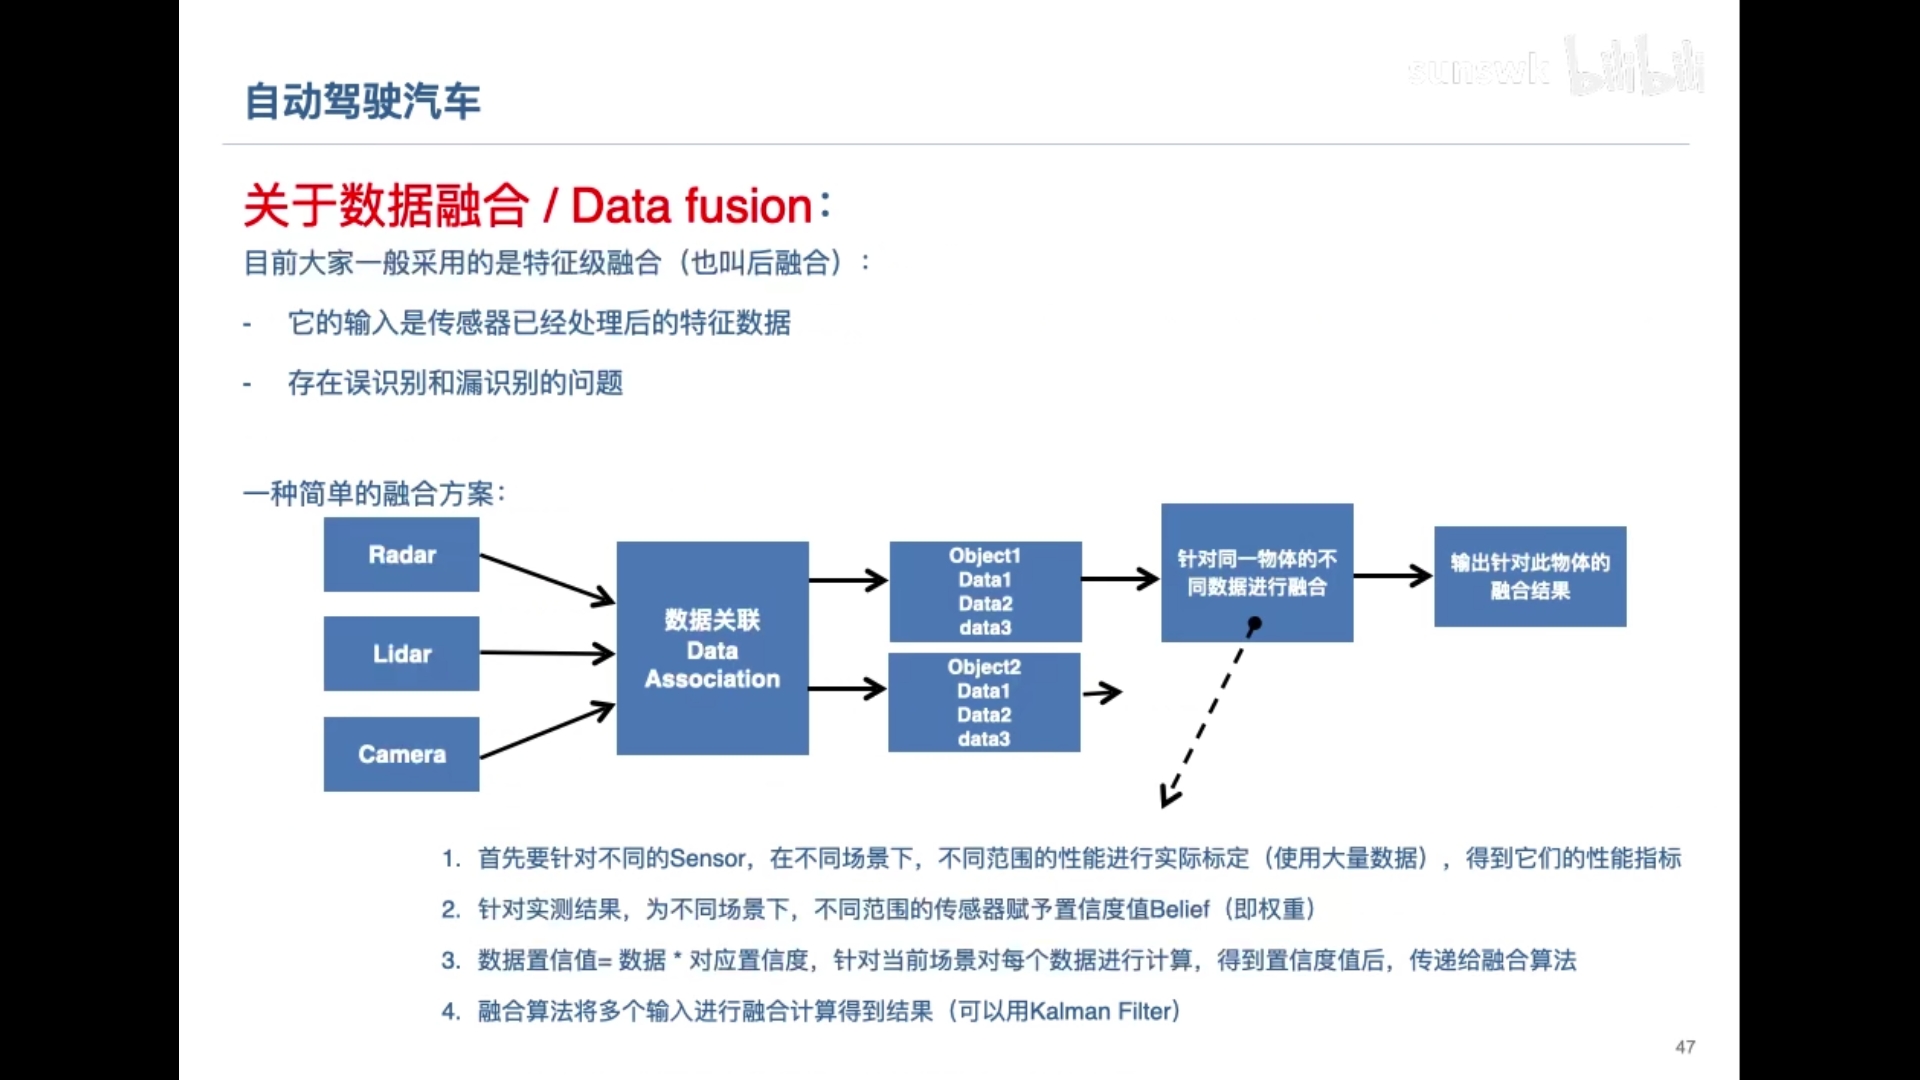 sunswk bilibili
自动驾驶汽车
关于数据融合 / Data fusion：
目前大家一般采用的是特征级融合（也叫后融合）：
- 它的输入是传感器已经处理后的特征数据
- 存在误识别和漏识别的问题
一种简单的融合方案：
Radar
Lidar
Camera
数据关联
Data
Association
Object1
Data1
Data2
data3
Object2
Data1
Data2
data3
针对同一物体的不
同数据进行融合
输出针对此物体的
融合结果
1. 首先要针对不同的Sensor，在不同场景下，不同范围的性能进行实际标定（使用大量数据），得到它们的性能指标
2. 针对实测结果，为不同场景下，不同范围的传感器赋予置信度值Belief（即权重）
3. 数据置信值= 数据 * 对应置信度，针对当前场景对每个数据进行计算，得到置信度值后，传递给融合算法
4. 融合算法将多个输入进行融合计算得到结果（可以用Kalman Filter）
47